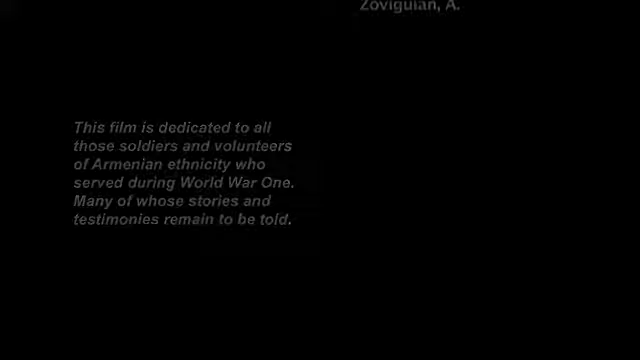 Zoviguian, A.
This film is dedicated to all
those soldiers and volunteers
of Armenian ethnicity who
served during World War One.
Many of whose stories and
testimonies remain to be told.